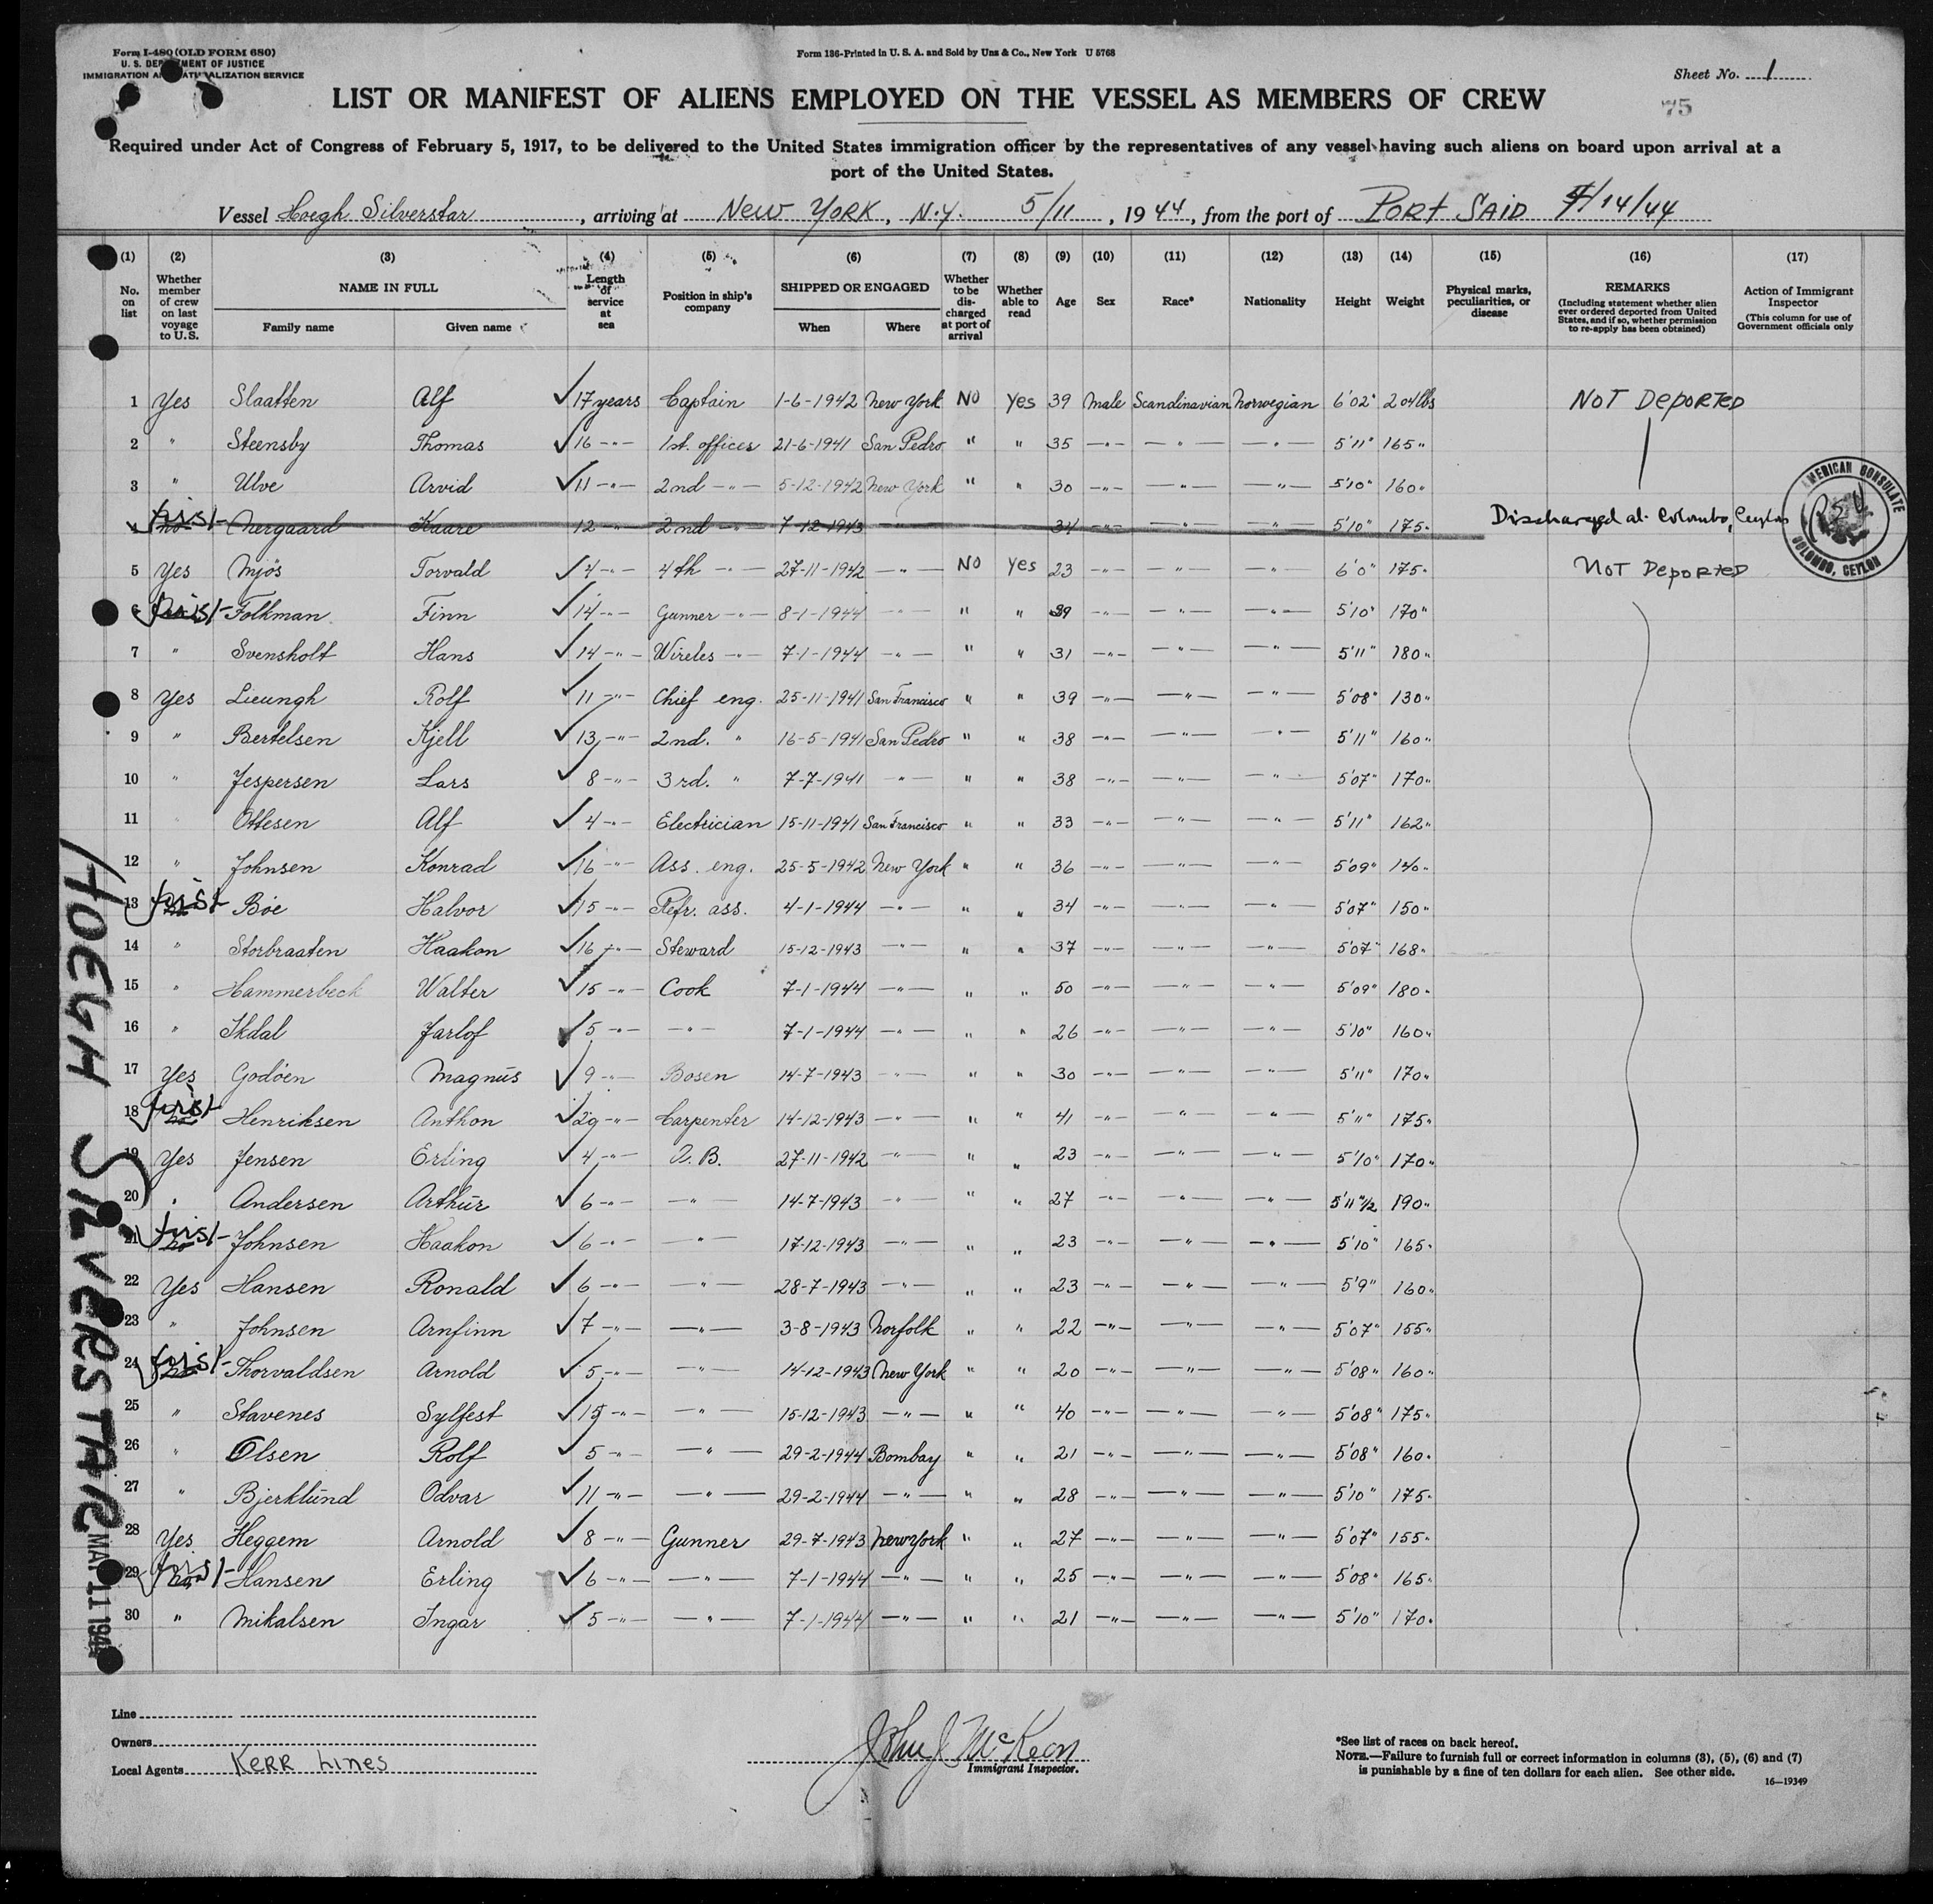 Form I-480 (OLD FORM 680)
U. S. DEPARTMENT OF JUSTICE
IMMIGRATION AND NATURALIZATION SERVICE
Form 136-Printed in U. S. A. and Sold by Unz & Co., New York U 5768
Sheet No. 1
75
LIST OR MANIFEST OF ALIENS EMPLOYED ON THE VESSEL AS MEMBERS OF CREW
Required under Act of Congress of February 5, 1917, to be delivered to the United States immigration officer by the representatives of any vessel having such aliens on board upon arrival at a
port of the United States.
Vessel Hoegh Silverstar, arriving at New York, N.Y. 5/11, 1944, from the port of Port Said 4/14/44
(1) No. on list (2) Whether member of crew on last voyage to U.S. (3) NAME IN FULL Family name Given name (4) Length of service at sea (5) Position in ship's company (6) SHIPPED OR ENGAGED When Where (7) Whether to be discharged at port of arrival (8) Whether able to read (9) Age (10) Sex (11) Race* (12) Nationality (13) Height (14) Weight (15) Physical marks, peculiarities, or disease (16) REMARKS (Including statement whether alien ever ordered deported from United States, and if so, whether permission to re-apply has been obtained) (17) Action of Immigrant Inspector (This column for use of Government officials only
1 Yes Slaatten Alf ✓ 17 years Captain 1-6-1942 New York No Yes 39 Male Scandinavian Norwegian 6'02" 204 lbs Not Deported
2 " Steensby Thomas ✓ 16 -"- 1st. officer 21-6-1941 San Pedro " " 35 -"- -"- -"- 5'11" 165"
3 " Ulve Arvid ✓ 11 -"- 2nd -"- 5-12-1942 New York " " 30 -"- -"- -"- 5'10" 160"
4 first no Nergaard Kaare 12 -"- 2nd -"- 7-12-1943 -"- 34 -"- -"- -"- 5'10" 175" Discharged at Colombo, Ceylon
AMERICAN CONSULATE COLOMBO, CEYLON
5 Yes Mjös Torvald ✓ 4 -"- 4th -"- 27-11-1942 -"- No Yes 23 -"- -"- -"- 6'0" 175" Not Deported
6 first Folkman Finn ✓ 14 -"- Gunner -"- 8-1-1944 -"- " " 39 -"- -"- -"- 5'10" 170"
7 " Svensholt Hans ✓ 14 -"- Wireles -"- 7-1-1944 -"- " " 31 -"- -"- -"- 5'11" 180"
8 Yes Lieungh Rolf ✓ 11 -"- Chief eng. 25-11-1941 San Francisco " " 39 -"- -"- -"- 5'08" 130"
9 " Bertelsen Kjell ✓ 13 -"- 2nd. " 16-5-1941 San Pedro " " 38 -"- -"- -"- 5'11" 160"
10 " Jespersen Lars ✓ 8 -"- 3rd. " 7-7-1941 -"- " " 38 -"- -"- -"- 5'07" 170"
11 " Ottesen Alf ✓ 4 -"- Electrician 15-11-1941 San Francisco " " 33 -"- -"- -"- 5'11" 162"
12 " Johnsen Konrad ✓ 16 -"- Ass. eng. 25-5-1942 New York " " 36 -"- -"- -"- 5'09" 140"
13 first Böe Halvor ✓ 15 -"- Refr. ass. 4-1-1944 -"- " " 34 -"- -"- -"- 5'07" 150"
14 " Storbraaten Haakon ✓ 16 -"- Steward 15-12-1943 -"- " " 37 -"- -"- -"- 5'07" 168"
15 " Hammerbeck Walter ✓ 15 -"- Cook 7-1-1944 -"- " " 50 -"- -"- -"- 5'09" 180"
16 " Ikdal Jarlof ✓ 5 -"- -"- 7-1-1944 -"- " " 26 -"- -"- -"- 5'10" 160"
17 Yes Godöen Magnus ✓ 9 -"- Bosen 14-7-1943 -"- " " 30 -"- -"- -"- 5'11" 170"
18 first no Henriksen Anthon ✓ 29 -"- Carpenter 14-12-1943 -"- " " 41 -"- -"- -"- 5'11" 175"
19 Yes Jensen Erling ✓ 4 -"- A. B. 27-11-1942 -"- " " 23 -"- -"- -"- 5'10" 170"
20 " Andersen Arthur ✓ 6 -"- -"- 14-7-1943 -"- " " 27 -"- -"- -"- 5'11"1/2 190"
21 first no Johnsen Haakon ✓ 6 -"- -"- 17-12-1943 -"- " " 23 -"- -"- -"- 5'10" 165"
22 Yes Hansen Ronald ✓ 6 -"- -"- 28-7-1943 -"- " " 23 -"- -"- -"- 5'9" 160"
23 " Johnsen Arnfinn ✓ 7 -"- -"- 3-8-1943 Norfolk " " 22 -"- -"- -"- 5'07" 155"
24 first no Thorvaldsen Arnold ✓ 5 -"- -"- 14-12-1943 New York " " 20 -"- -"- -"- 5'08" 160"
25 " Stavenes Sylfest ✓ 15 -"- -"- 15-12-1943 -"- " " 40 -"- -"- -"- 5'08" 175"
26 " Olsen Rolf ✓ 5 -"- -"- 29-2-1944 Bombay " " 21 -"- -"- -"- 5'08" 160"
27 " Bjerklund Odvar ✓ 11 -"- -"- 29-2-1944 -"- " " 28 -"- -"- -"- 5'10" 175"
28 Yes Heggem Arnold ✓ 8 -"- Gunner 29-7-1943 New York " " 27 -"- -"- -"- 5'07" 155"
29 first no Hansen Erling ✓ 6 -"- -"- 7-1-1944 -"- " " 25 -"- -"- -"- 5'08" 165"
30 " Mikalsen Ingar ✓ 5 -"- -"- 7-1-1944 -"- " " 21 -"- -"- -"- 5'10" 170"
HOEGH SILVERSTAR
MAY 11 1944
Line
Owners
Local Agents Kerr Lines
John J McKeon
Immigrant Inspector.
*See list of races on back hereof.
NOTE.—Failure to furnish full or correct information in columns (3), (5), (6) and (7)
is punishable by a fine of ten dollars for each alien. See other side.
16—19349